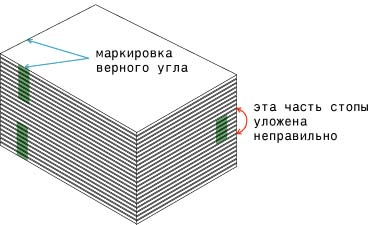 маркировка
верного угла
эта часть стопы
уложена
неправильно